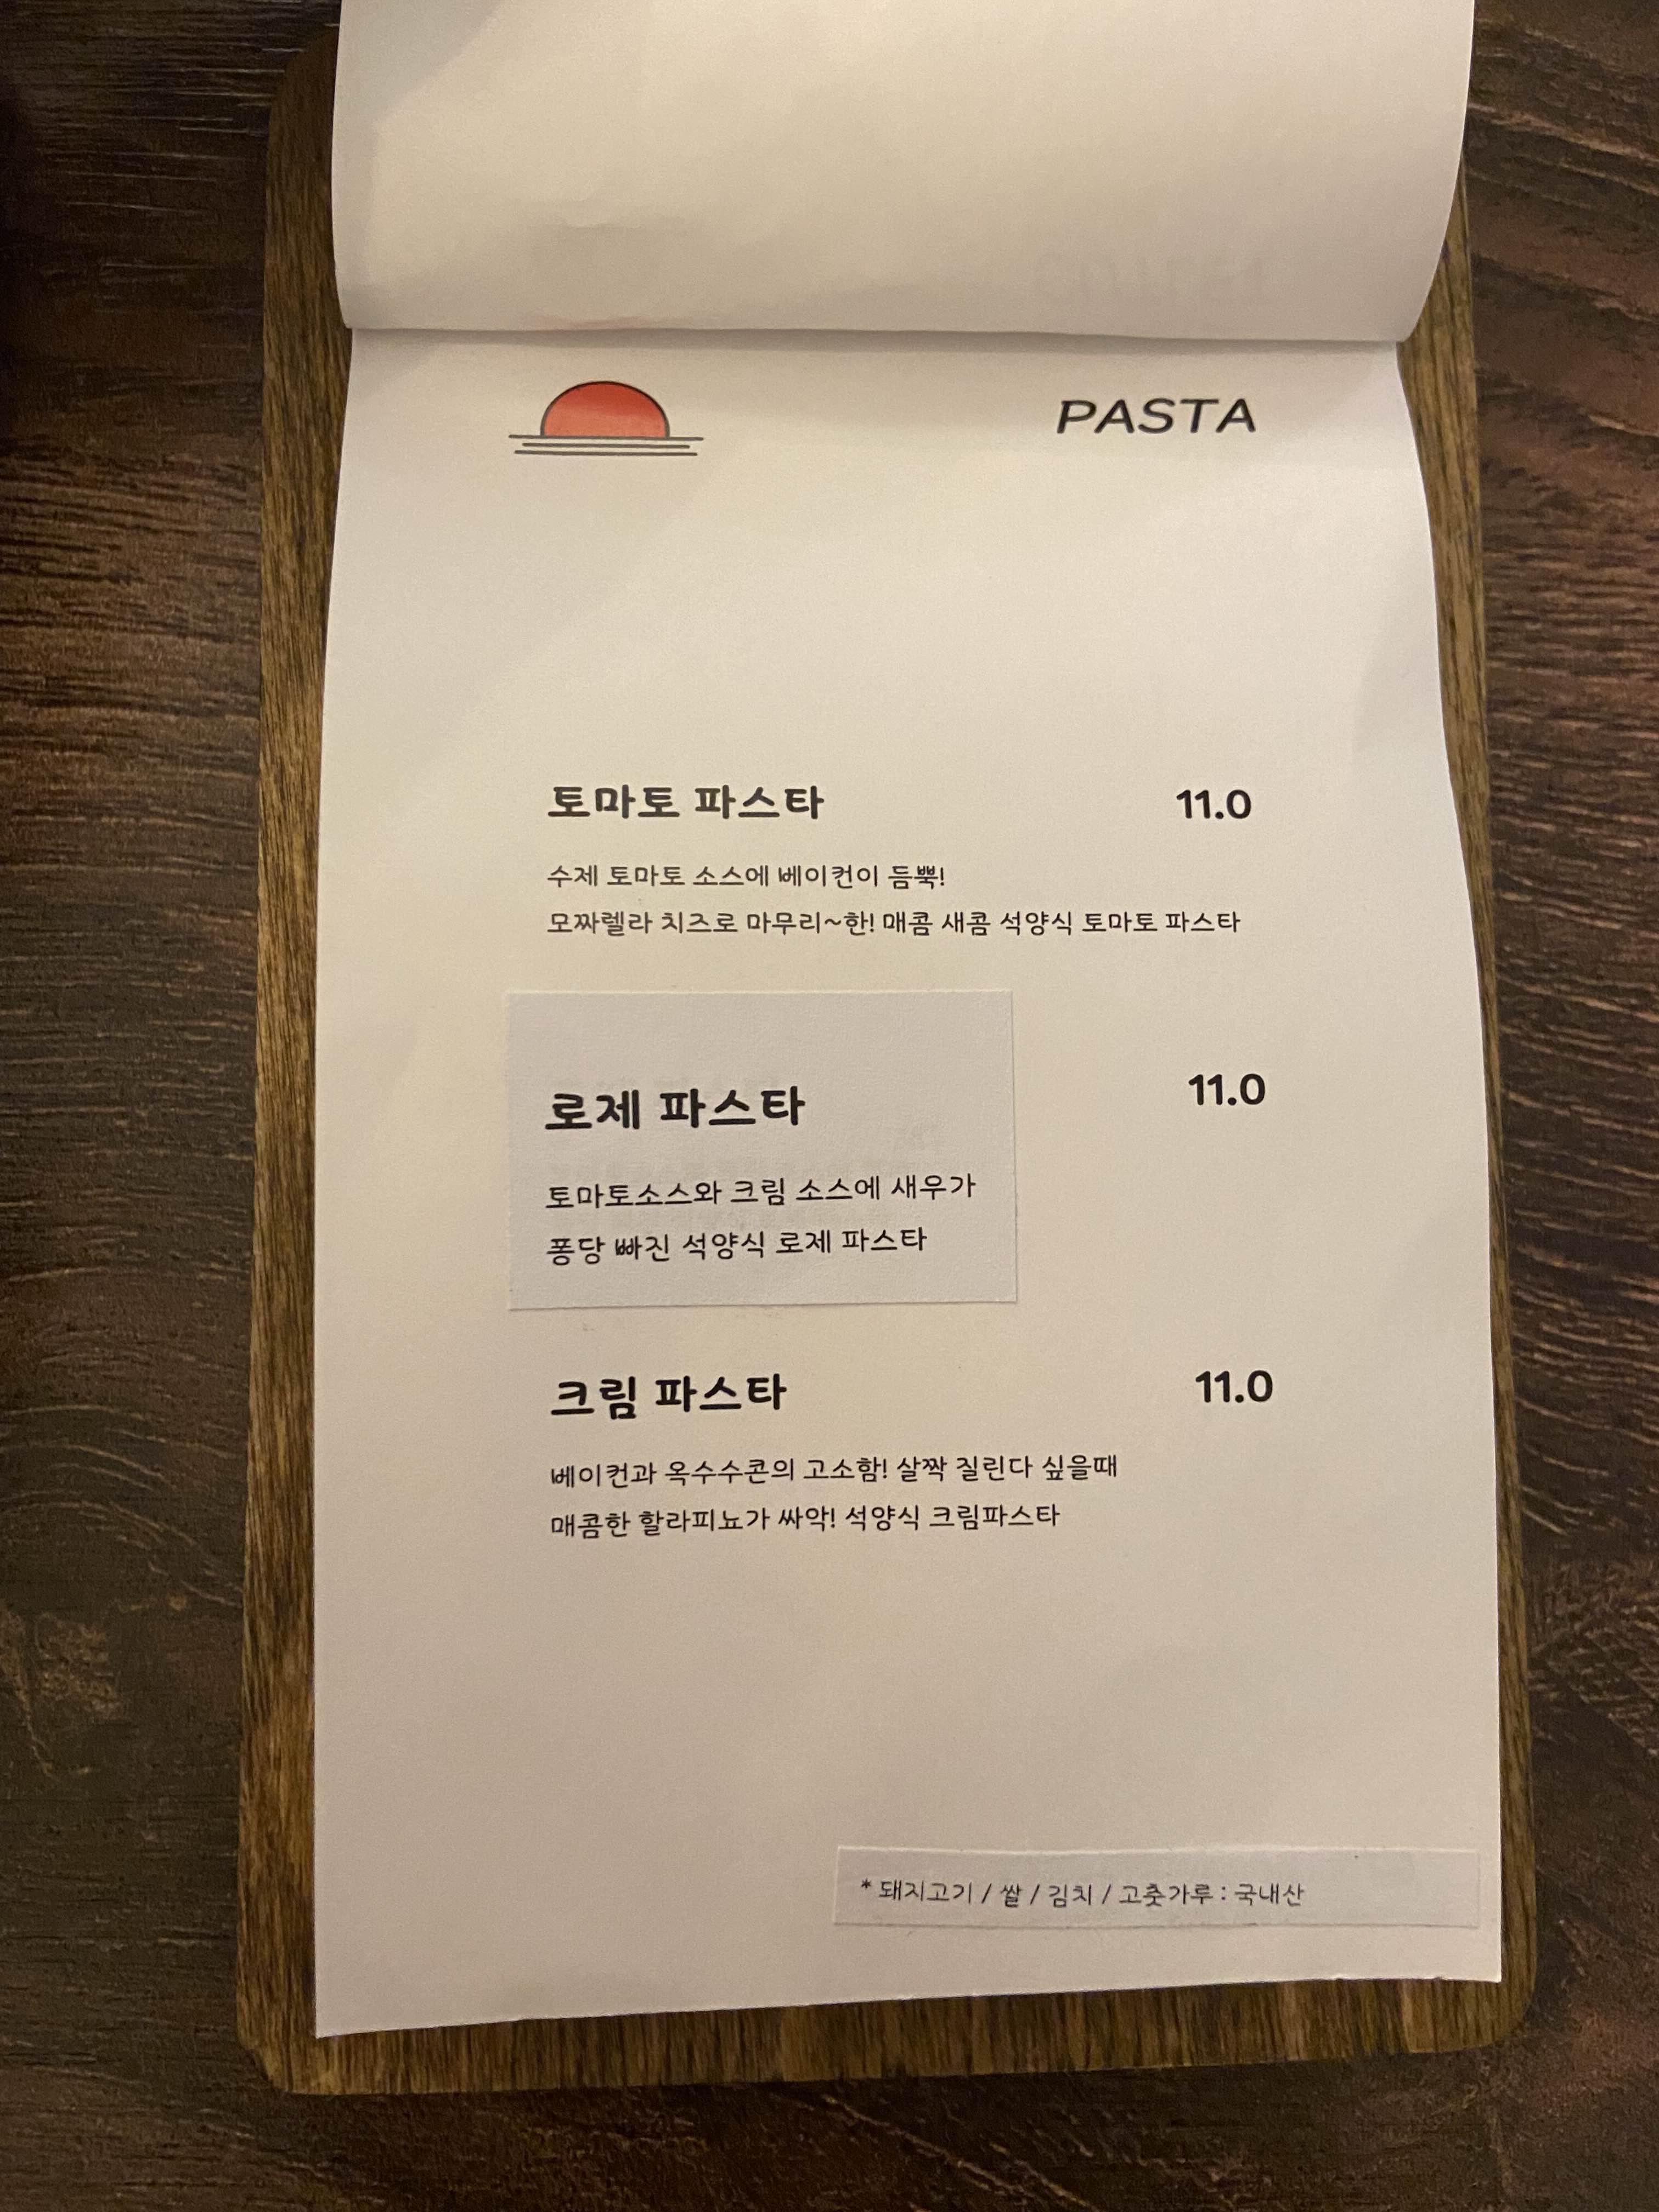 PASTA
토마토 파스타 11.0
수제 토마토 소스에 베이컨이 듬뿍!
모짜렐라 치즈로 마무리~한! 매콤 새콤 석양식 토마토 파스타
로제 파스타 11.0
토마토소스와 크림 소스에 새우가
퐁당 빠진 석양식 로제 파스타
크림 파스타 11.0
베이컨과 옥수수콘의 고소함! 살짝 질린다 싶을때
매콤한 할라피뇨가 싸악! 석양식 크림파스타
* 돼지고기 / 쌀 / 김치 / 고춧가루 : 국내산